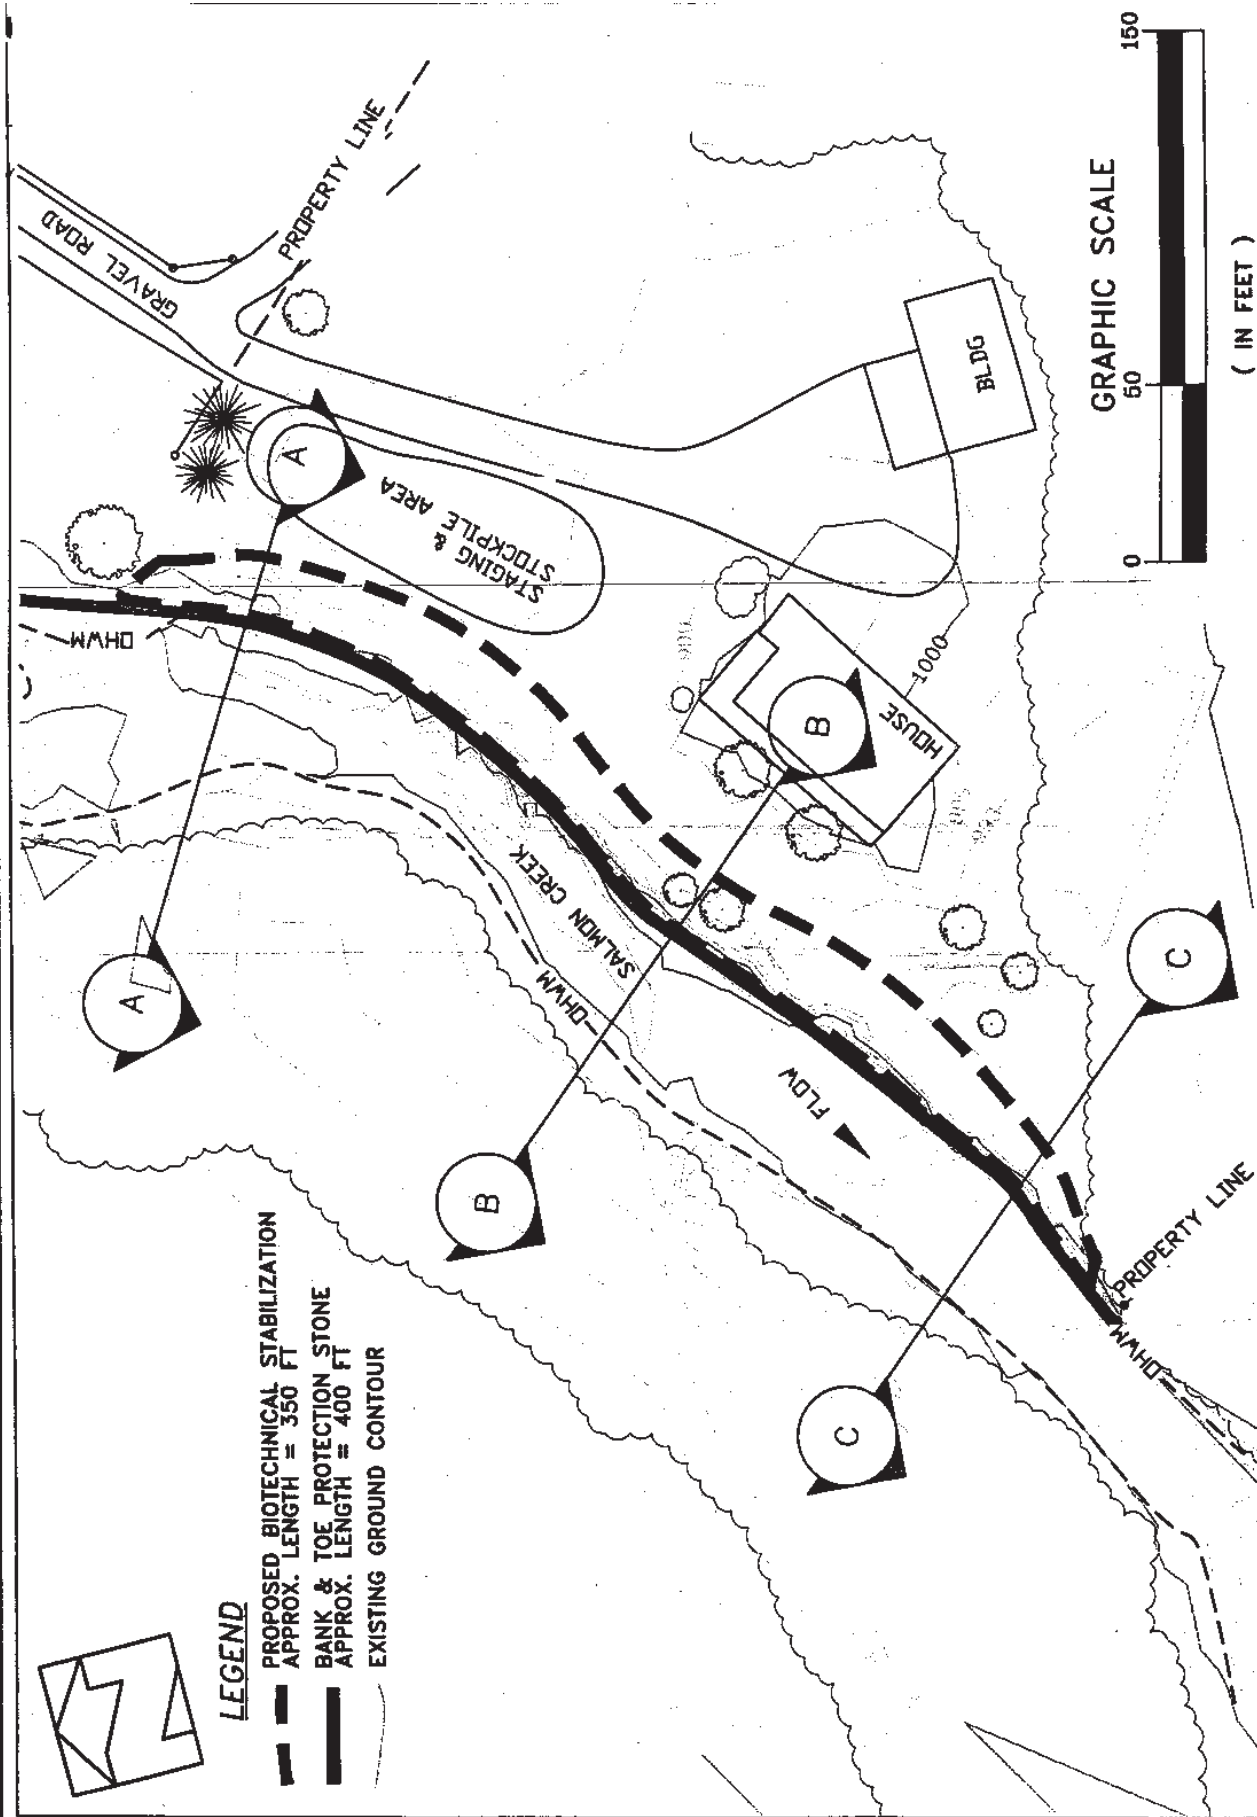 LEGEND
PROPOSED BIOTECHNICAL STABILIZATION
APPROX. LENGTH = 350 FT
BANK & TOE PROTECTION STONE
APPROX. LENGTH = 400 FT
EXISTING GROUND CONTOUR
N
A
A
B
B
C
C
OHWM
GRAVEL ROAD
PROPERTY LINE
STAGING &
STOCKPILE AREA
SALMON CREEK
OHWM
FLOW
HOUSE
1000
BLDG
OHWM
PROPERTY LINE
GRAPHIC SCALE
0
50
150
( IN FEET )